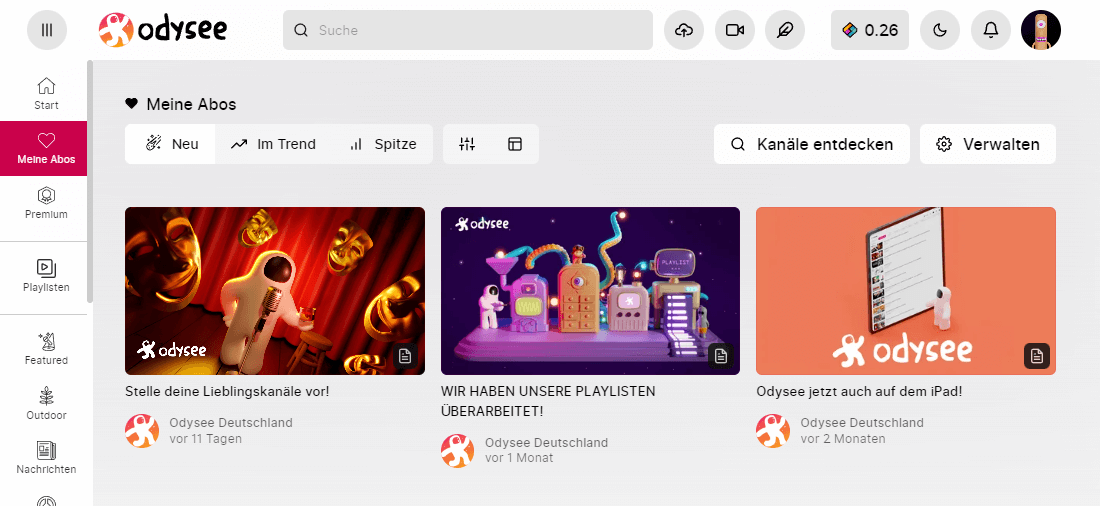 odysee
Suche
0.26
Start
Meine Abos
Premium
Playlisten
Featured
Outdoor
Nachrichten
Meine Abos
Neu
Im Trend
Spitze
Kanäle entdecken
Verwalten
odysee
Stelle deine Lieblingskanäle vor!
Odysee Deutschland
vor 11 Tagen
odysee
PLAYLIST
WIR HABEN UNSERE PLAYLISTEN
ÜBERARBEITET!
Odysee Deutschland
vor 1 Monat
odysee
Odysee jetzt auch auf dem iPad!
Odysee Deutschland
vor 2 Monaten